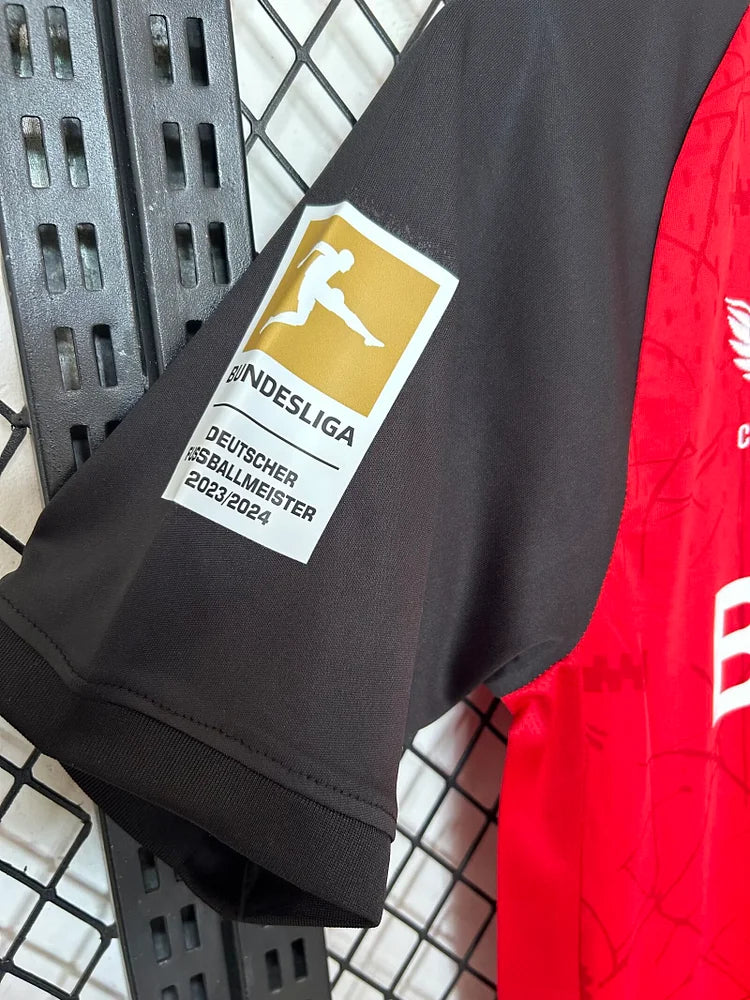 BUNDESLIGA
DEUTSCHER
FUSSBALLMEISTER
2023/2024
C
B